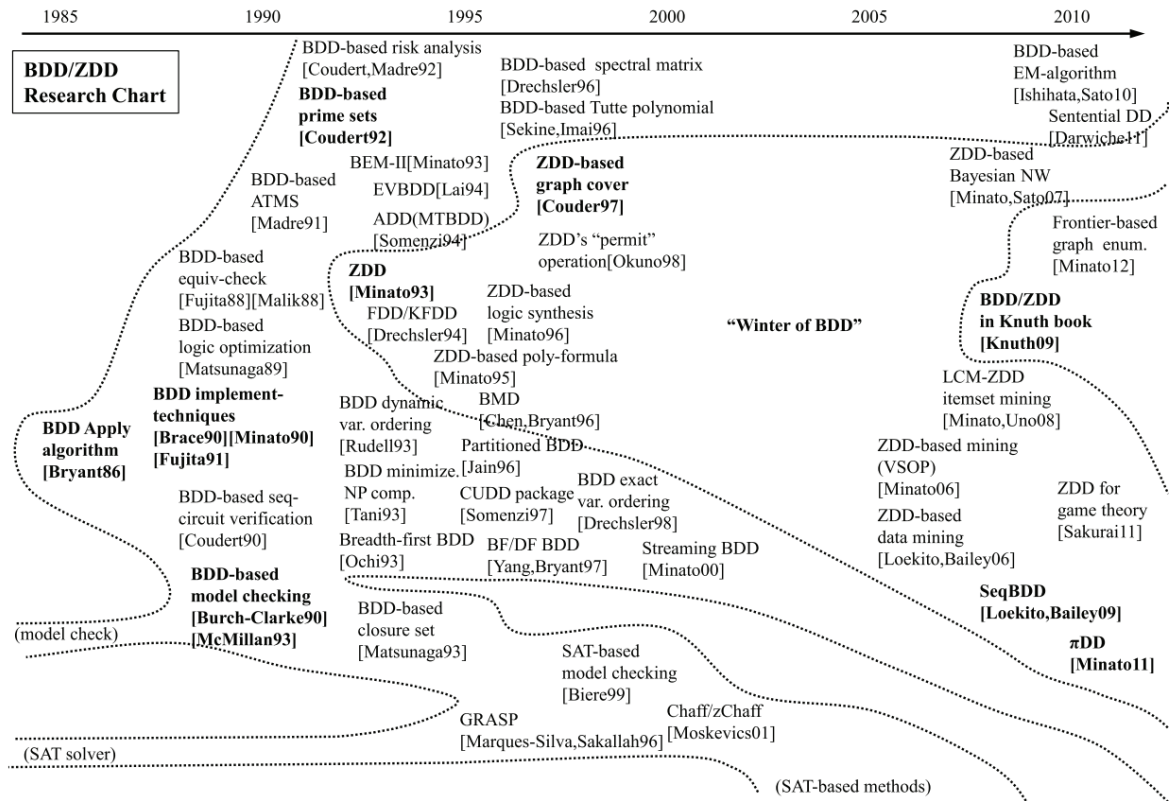 1985 1990 1995 2000 2005 2010
BDD/ZDD
Research Chart
BDD-based risk analysis
[Coudert,Madre92]
BDD-based
prime sets
[Coudert92]
BDD-based spectral matrix
[Drechsler96]
BDD-based Tutte polynomial
[Sekine,Imai96]
BDD-based
EM-algorithm
[Ishihata,Sato10]
Sentential DD
[Darwiche11]
BEM-II[Minato93]
EVBDD[Lai94]
ADD(MTBDD)
[Somenzi94]
BDD-based
ATMS
[Madre91]
ZDD-based
graph cover
[Couder97]
ZDD's “permit”
operation[Okuno98]
ZDD-based
Bayesian NW
[Minato,Sato07]
Frontier-based
graph enum.
[Minato12]
BDD-based
equiv-check
[Fujita88][Malik88]
BDD-based
logic optimization
[Matsunaga89]
ZDD
[Minato93]
FDD/KFDD
[Drechsler94]
ZDD-based
logic synthesis
[Minato96]
ZDD-based poly-formula
[Minato95]
“Winter of BDD”
BDD/ZDD
in Knuth book
[Knuth09]
LCM-ZDD
itemset mining
[Minato,Uno08]
BDD Apply
algorithm
[Bryant86]
BDD implement-
techniques
[Brace90][Minato90]
[Fujita91]
BDD dynamic
var. ordering
[Rudell93]
BMD
[Chen,Bryant96]
Partitioned BDD
[Jain96]
BDD minimize.
NP comp.
[Tani93]
CUDD package
[Somenzi97]
BDD exact
var. ordering
[Drechsler98]
ZDD-based mining
(VSOP)
[Minato06]
ZDD-based
data mining
[Loekito,Bailey06]
ZDD for
game theory
[Sakurai11]
BDD-based seq-
circuit verification
[Coudert90]
Breadth-first BDD
[Ochi93]
BF/DF BDD
[Yang,Bryant97]
Streaming BDD
[Minato00]
BDD-based
model checking
[Burch-Clarke90]
[McMillan93]
BDD-based
closure set
[Matsunaga93]
SeqBDD
[Loekito,Bailey09]
πDD
[Minato11]
(model check)
SAT-based
model checking
[Biere99]
GRASP
[Marques-Silva,Sakallah96]
Chaff/zChaff
[Moskevics01]
(SAT solver)
(SAT-based methods)